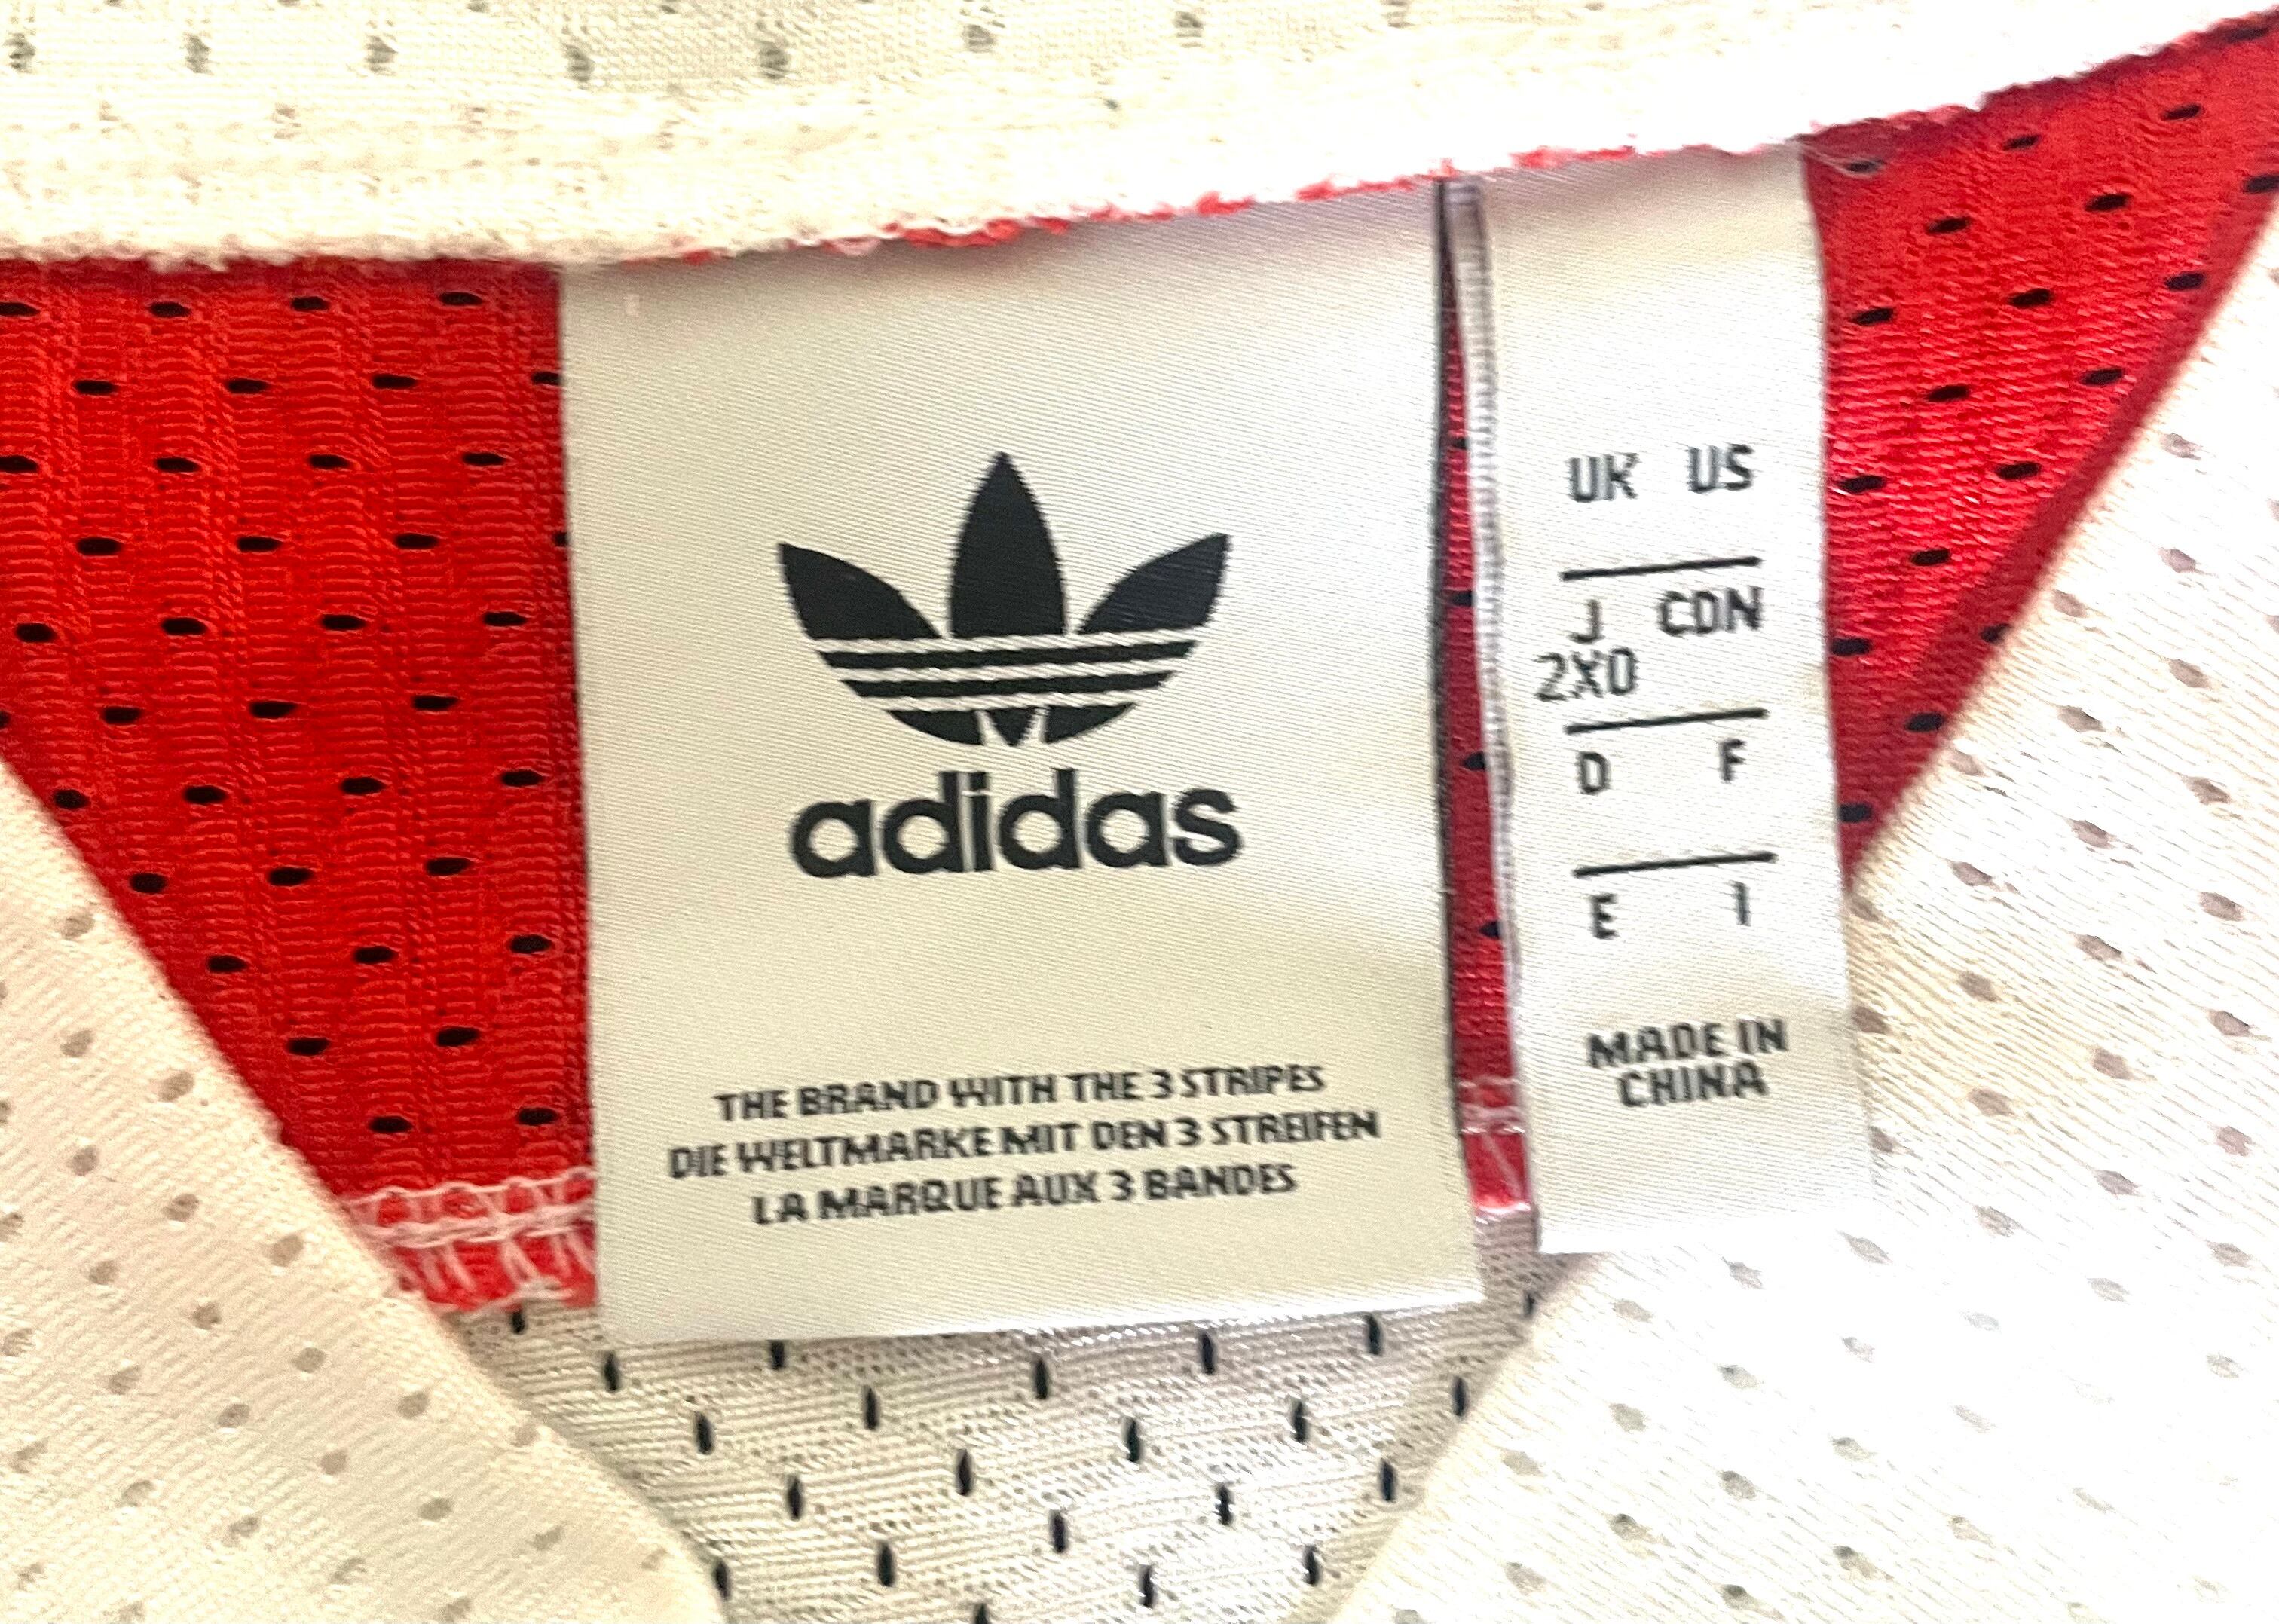 adidas
THE BRAND WITH THE 3 STRIPES
DIE WELTMARKE MIT DEN 3 STREIFEN
LA MARQUE AUX 3 BANDES
UK US
J CDN
2XO
D F
E I
MADE IN
CHINA